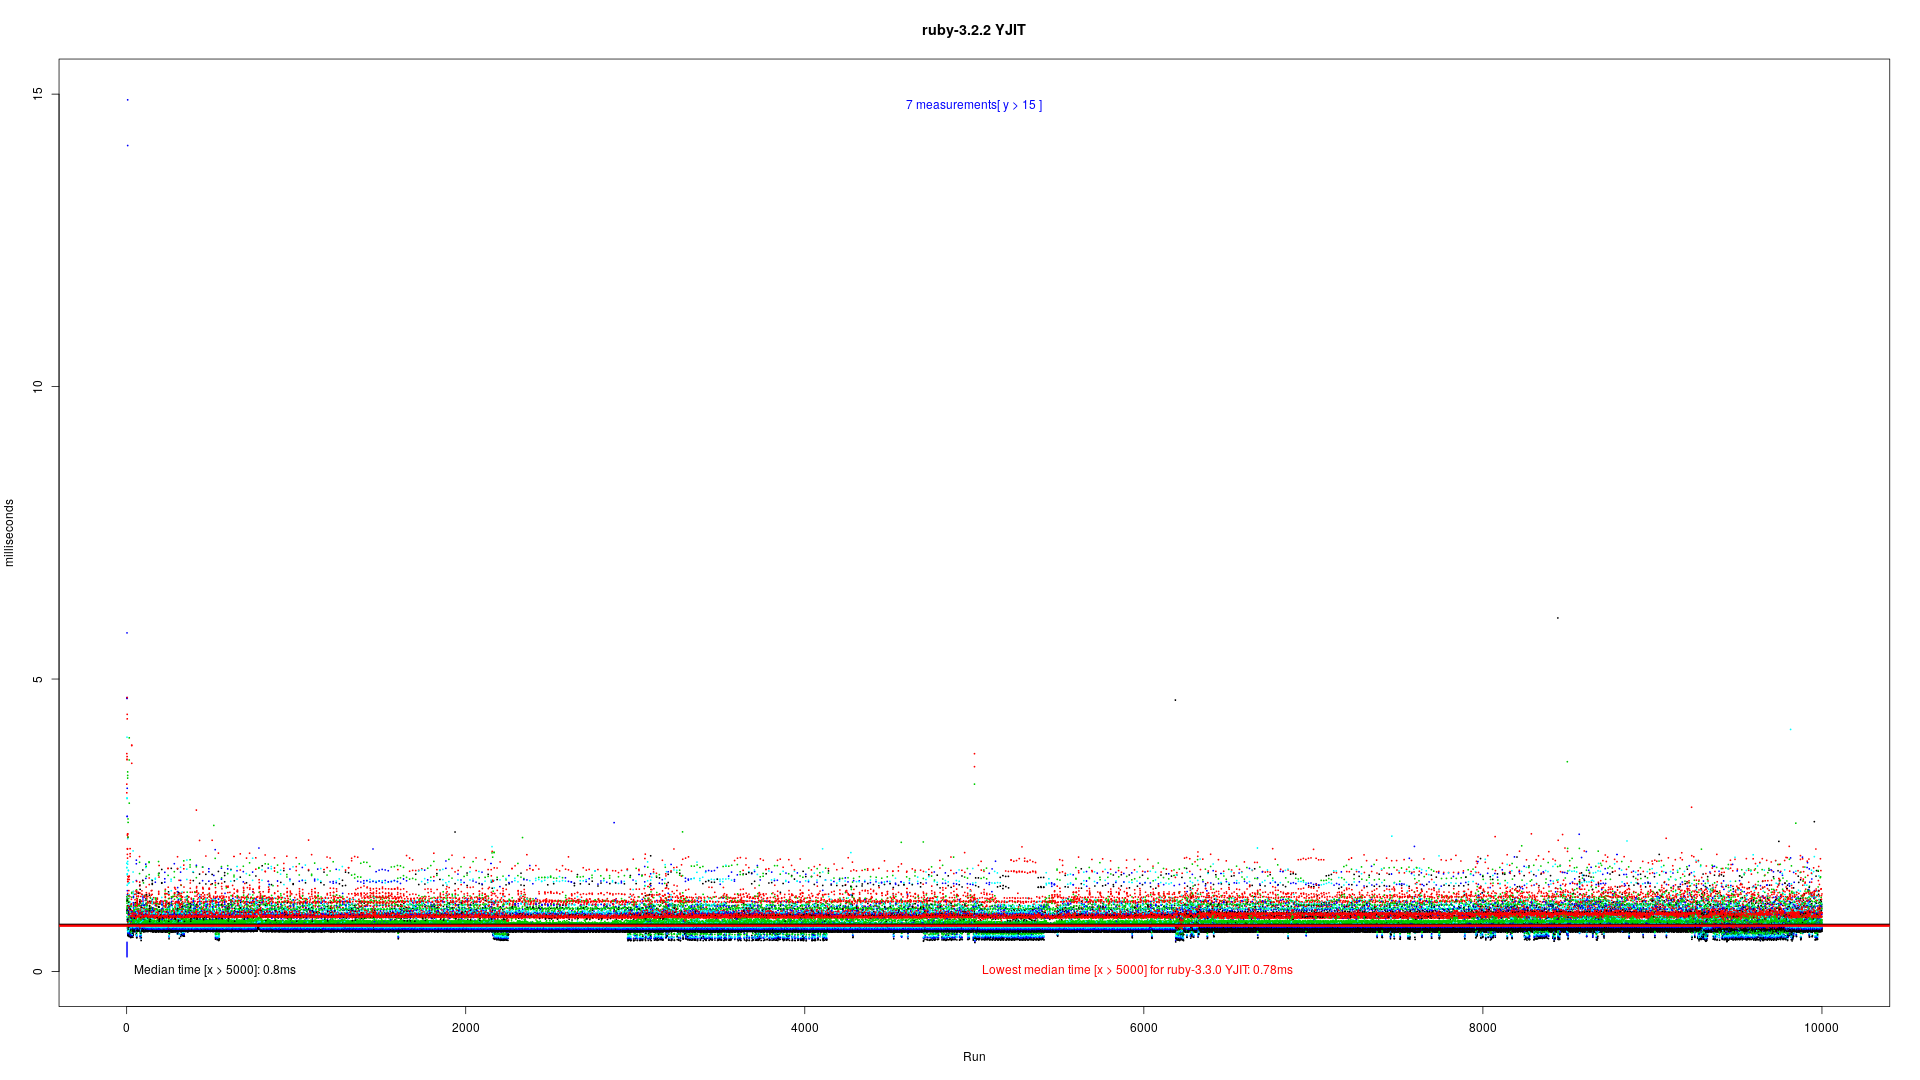 ruby-3.2.2 YJIT
7 measurements[ y > 15 ]
15
10
5
0
milliseconds
Median time [x > 5000]: 0.8ms
Lowest median time [x > 5000] for ruby-3.3.0 YJIT: 0.78ms
0 2000 4000 6000 8000 10000
Run